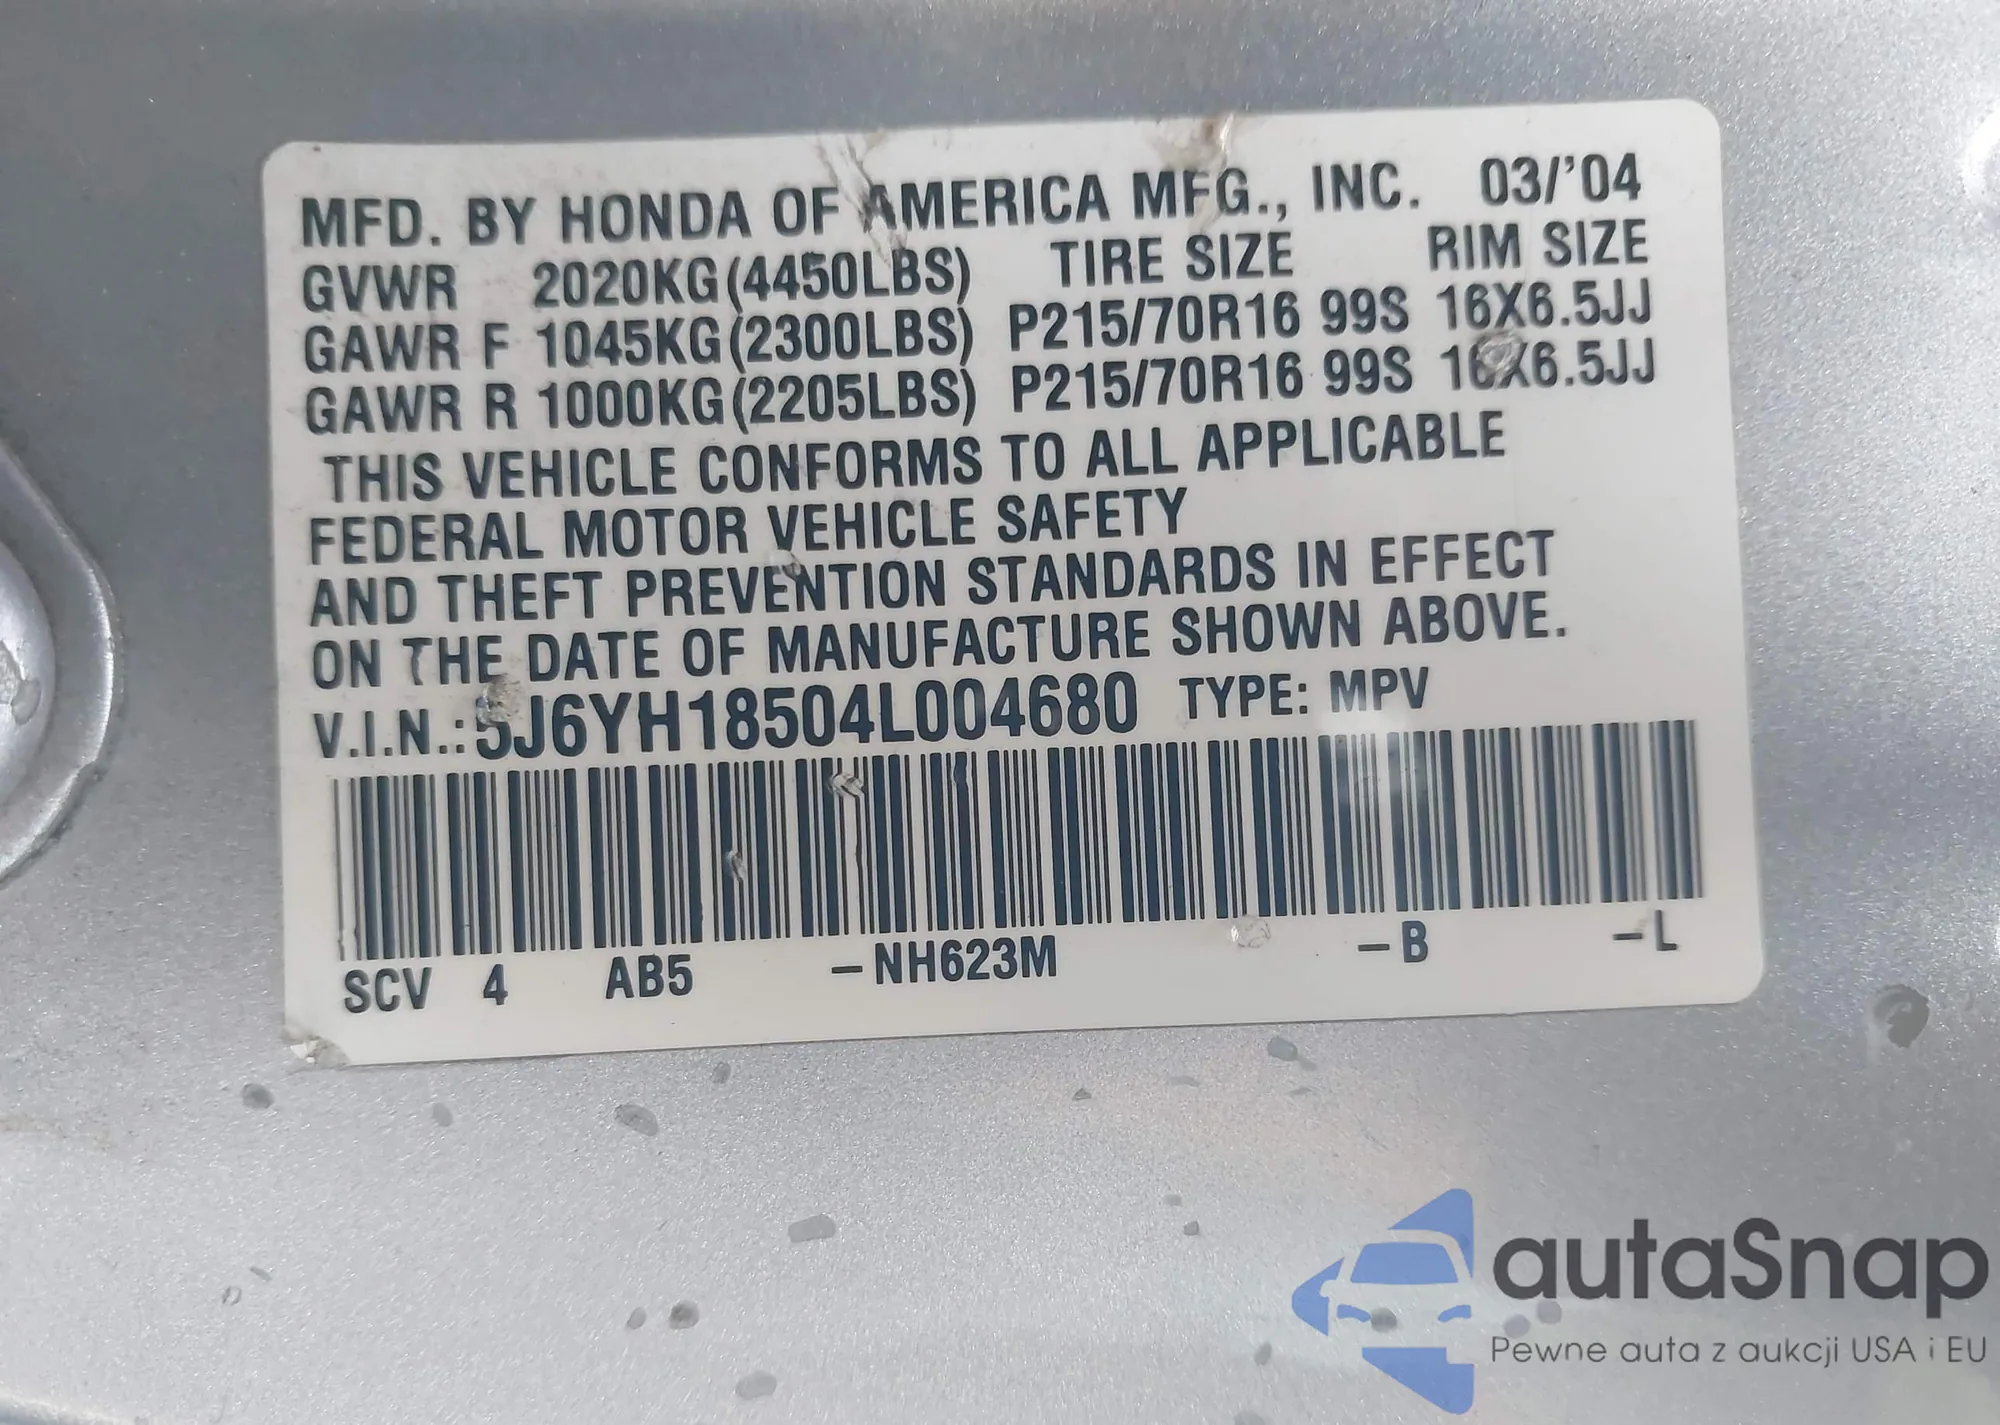 MFD. BY HONDA OF AMERICA MFG., INC. 03/'04
GVWR 2020KG(4450LBS) TIRE SIZE RIM SIZE
GAWR F 1045KG(2300LBS) P215/70R16 99S 16X6.5JJ
GAWR R 1000KG(2205LBS) P215/70R16 99S 16X6.5JJ
THIS VEHICLE CONFORMS TO ALL APPLICABLE
FEDERAL MOTOR VEHICLE SAFETY
AND THEFT PREVENTION STANDARDS IN EFFECT
ON THE DATE OF MANUFACTURE SHOWN ABOVE.
V.I.N.: 5J6YH18504L004680 TYPE: MPV
SCV 4 AB5 –NH623M –B –L
autaSnap
Pewne auta z aukcji USA i EU